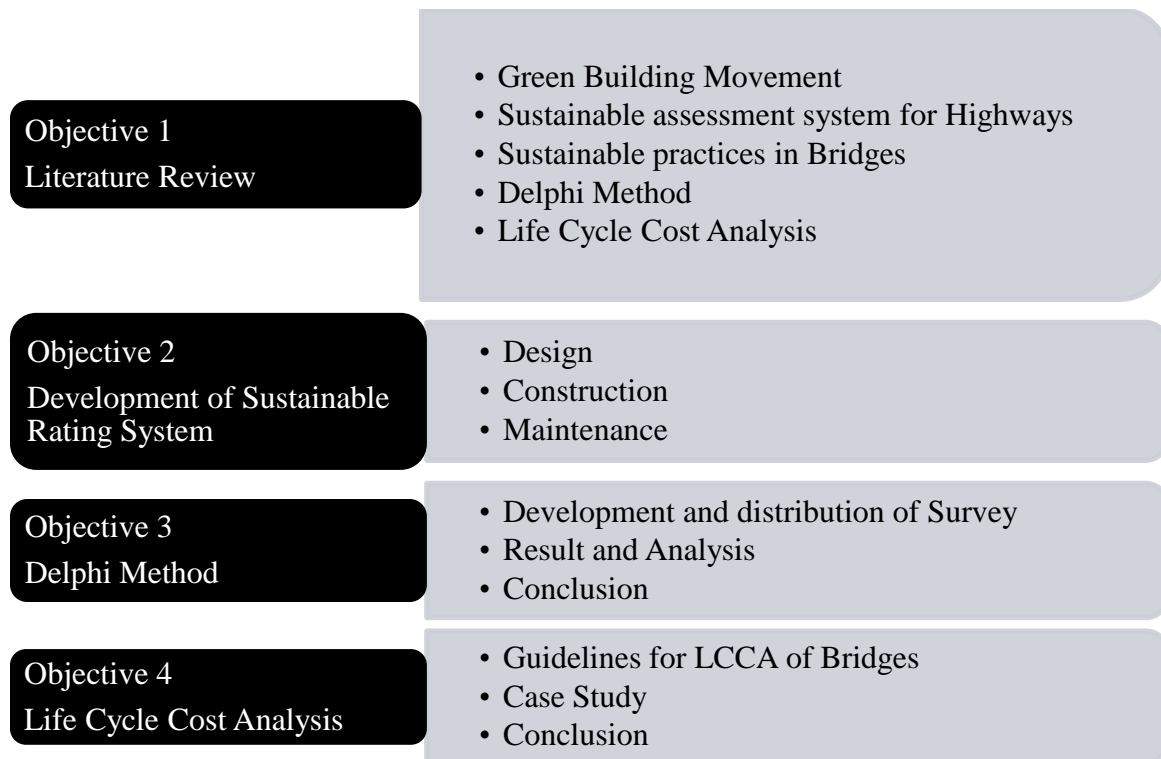 Objective 1
Literature Review
• Green Building Movement
• Sustainable assessment system for Highways
• Sustainable practices in Bridges
• Delphi Method
• Life Cycle Cost Analysis
Objective 2
Development of Sustainable
Rating System
• Design
• Construction
• Maintenance
Objective 3
Delphi Method
• Development and distribution of Survey
• Result and Analysis
• Conclusion
Objective 4
Life Cycle Cost Analysis
• Guidelines for LCCA of Bridges
• Case Study
• Conclusion